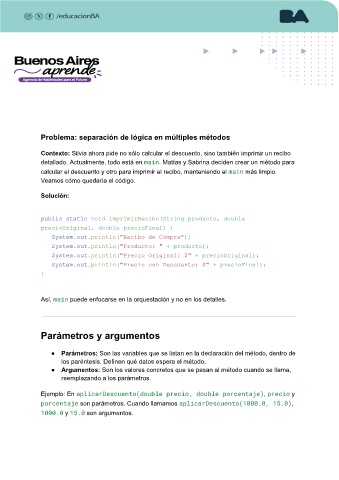 /educacionBA
BA
Buenos Aires
aprende
Agencia de Habilidades para el Futuro
Problema: separación de lógica en múltiples métodos
Contexto: Silvia ahora pide no sólo calcular el descuento, sino también imprimir un recibo
detallado. Actualmente, todo está en main. Matías y Sabrina deciden crear un método para
calcular el descuento y otro para imprimir el recibo, manteniendo al main más limpio.
Veamos cómo quedaría el código.
Solución:
public static void imprimirRecibo(String producto, double
precioOriginal, double precioFinal) {
System.out.println("Recibo de Compra");
System.out.println("Producto: " + producto);
System.out.println("Precio Original: $" + precioOriginal);
System.out.println("Precio con Descuento: $" + precioFinal);
}
Así, main puede enfocarse en la orquestación y no en los detalles.
Parámetros y argumentos
● Parámetros: Son las variables que se listan en la declaración del método, dentro de
los paréntesis. Definen qué datos espera el método.
● Argumentos: Son los valores concretos que se pasan al método cuando se llama,
reemplazando a los parámetros.
Ejemplo: En aplicarDescuento(double precio, double porcentaje), precio y
porcentaje son parámetros. Cuando llamamos aplicarDescuento(1000.0, 15.0),
1000.0 y 15.0 son argumentos.